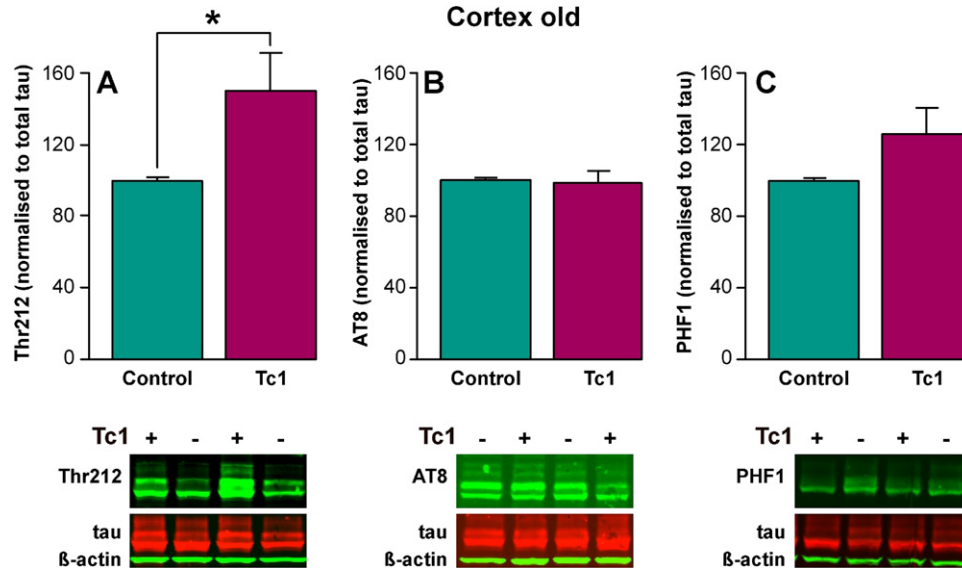 Cortex old
*
A
Thr212 (normalised to total tau)
160
120
80
40
0
Control Tc1
B
AT8 (normalised to total tau)
160
120
80
40
0
Control Tc1
C
PHF1 (normalised to total tau)
160
120
80
40
0
Control Tc1
Tc1 + - + -
Thr212
tau
ß-actin
Tc1 - + - +
AT8
tau
ß-actin
Tc1 + - + -
PHF1
tau
ß-actin